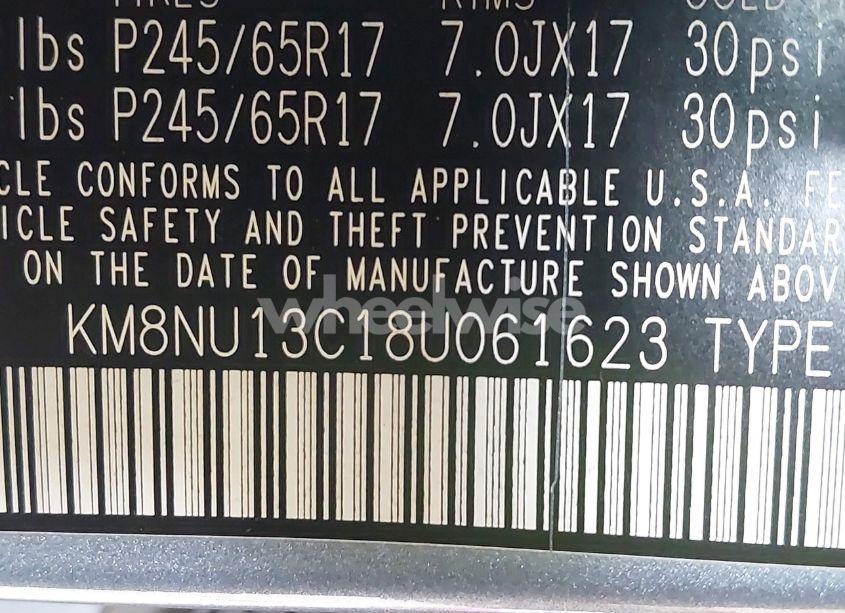 lbs P245/65R17 7.0JX17 30psi
lbs P245/65R17 7.0JX17 30psi
CLE CONFORMS TO ALL APPLICABLE U.S.A. FE
ICLE SAFETY AND THEFT PREVENTION STANDAR
ON THE DATE OF MANUFACTURE SHOWN ABOV
wheelwise
KM8NU13C18U061623 TYPE